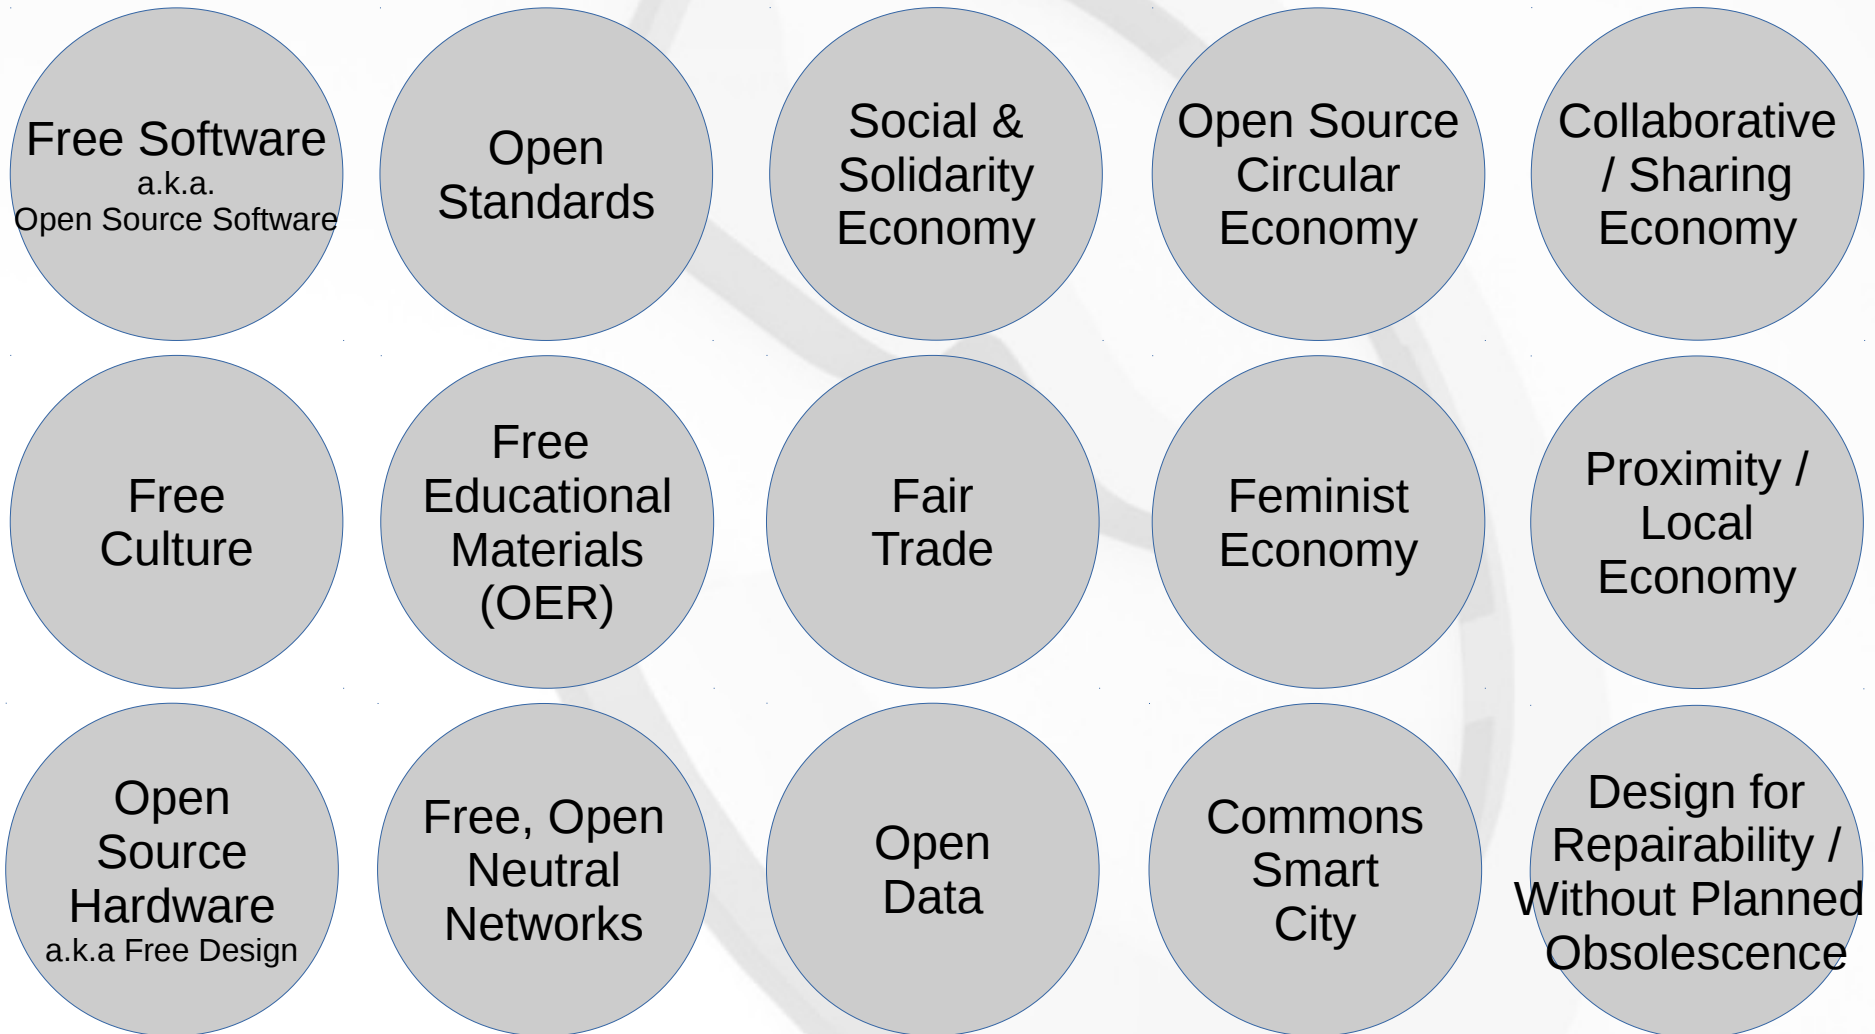 Free Software
a.k.a.
Open Source Software
Open
Standards
Social &
Solidarity
Economy
Open Source
Circular
Economy
Collaborative
/ Sharing
Economy
Free
Culture
Free
Educational
Materials
(OER)
Fair
Trade
Feminist
Economy
Proximity /
Local
Economy
Open
Source
Hardware
a.k.a Free Design
Free, Open
Neutral
Networks
Open
Data
Commons
Smart
City
Design for
Repairability /
Without Planned
Obsolescence